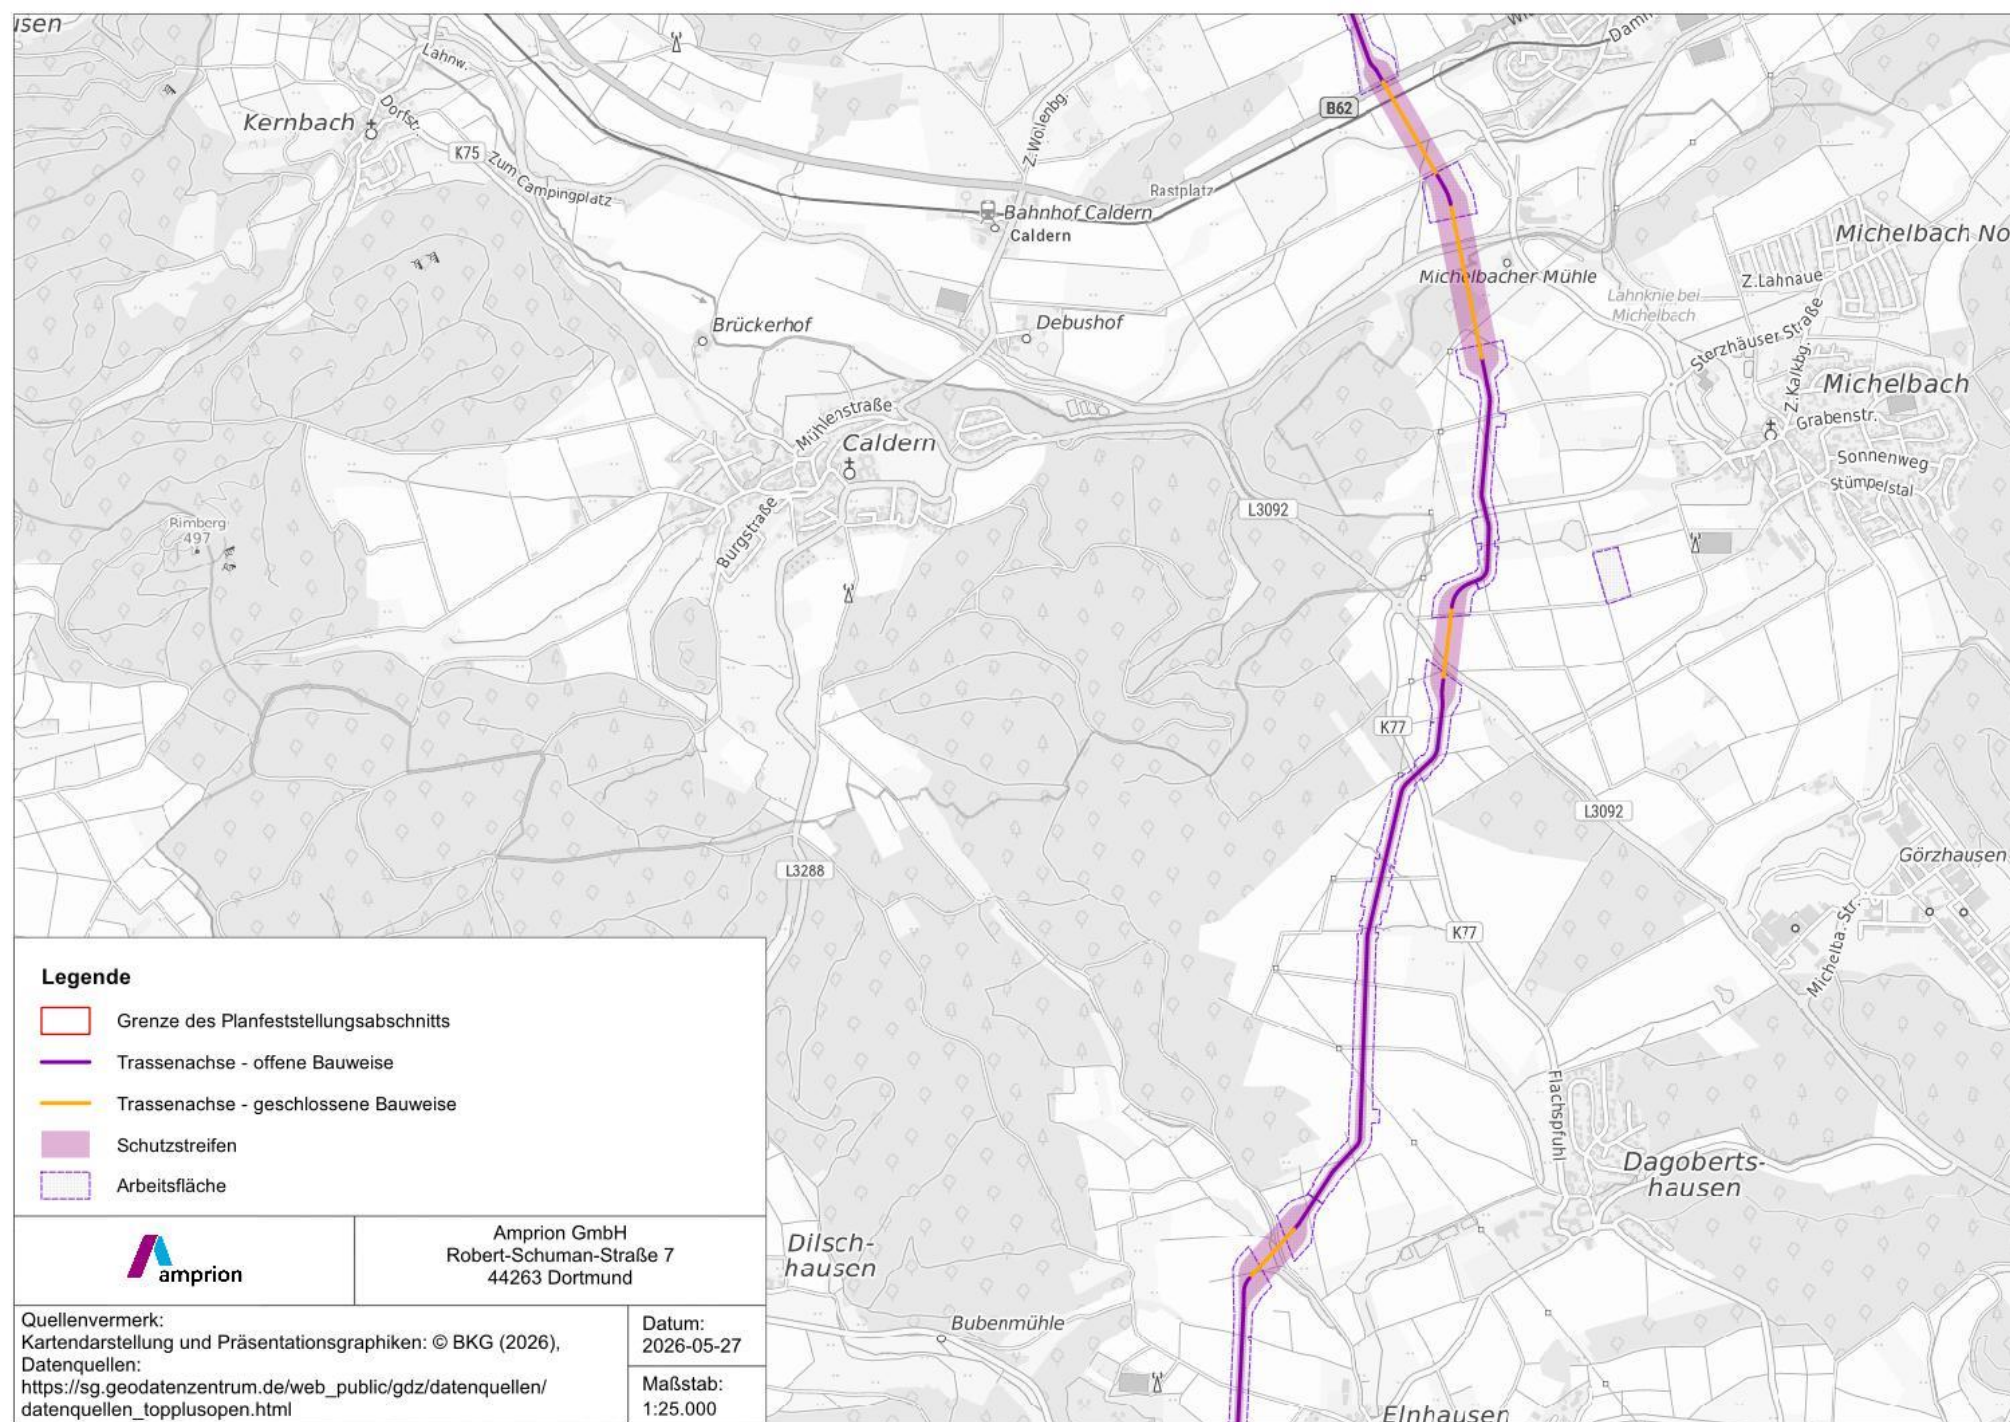 Lahnw.
Kernbach
Dorfstr.
K75
Zum Campingplatz
Z.Wollenbg.
B62
Rastplatz
Bahnhof Caldern
Caldern
Michelbacher Mühle
Z.Lahnaue
Lahnknie bei
Michelbach
Sterzhäuser Straße
Z.Kalkbg.
Michelbach
Grabenstr.
Sonnenweg
Stümpelstal
Brückerhof
Debushof
Mühlenstraße
Caldern
Burgstraße
L3092
Rimberg
497
K77
L3092
L3288
Görzhausen
K77
Michelba. Str.
Flachspfuhl
Dagoberts-
hausen
Dilsch-
hausen
Bubenmühle
Elnhausen
Legende
Grenze des Planfeststellungsabschnitts
Trassenachse - offene Bauweise
Trassenachse - geschlossene Bauweise
Schutzstreifen
Arbeitsfläche
amprion
Amprion GmbH
Robert-Schuman-Straße 7
44263 Dortmund
Quellenvermerk:
Kartendarstellung und Präsentationsgraphiken: © BKG (2026),
Datenquellen:
https://sg.geodatenzentrum.de/web_public/gdz/datenquellen/
datenquellen_topplusopen.html
Datum:
2026-05-27
Maßstab:
1:25.000